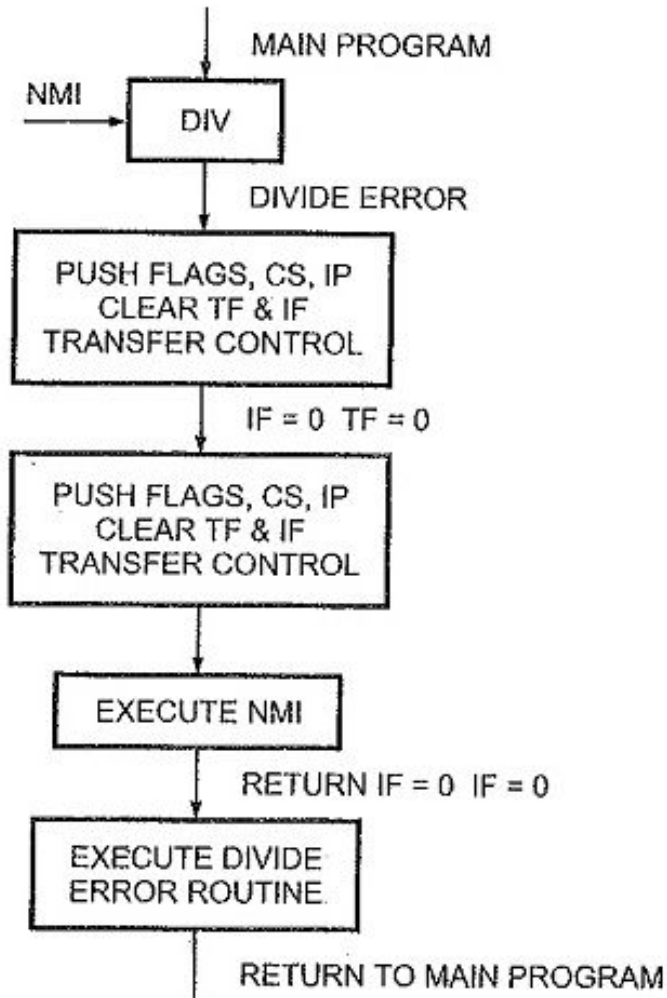 MAIN PROGRAM
NMI
DIV
DIVIDE ERROR
PUSH FLAGS, CS, IP
CLEAR TF & IF
TRANSFER CONTROL
IF = 0 TF = 0
PUSH FLAGS, CS, IP
CLEAR TF & IF
TRANSFER CONTROL
EXECUTE NMI
RETURN IF = 0 IF = 0
EXECUTE DIVIDE
ERROR ROUTINE
RETURN TO MAIN PROGRAM